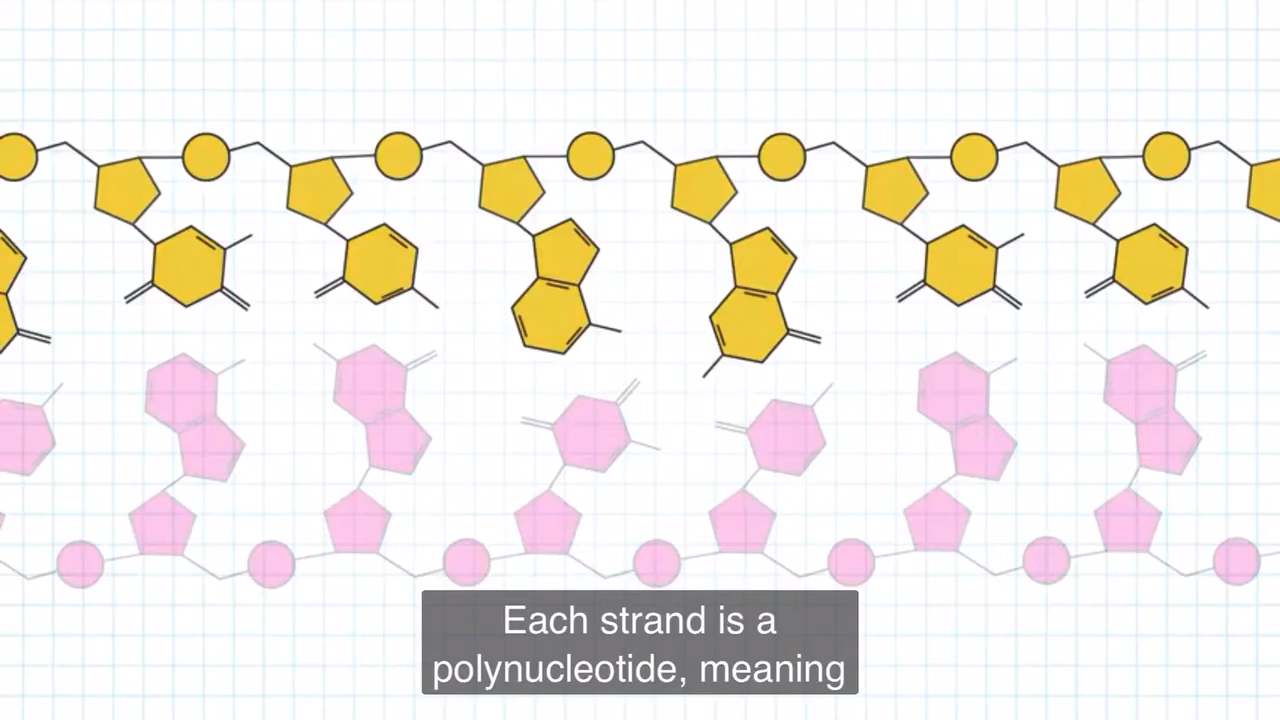 Each strand is a
polynucleotide, meaning